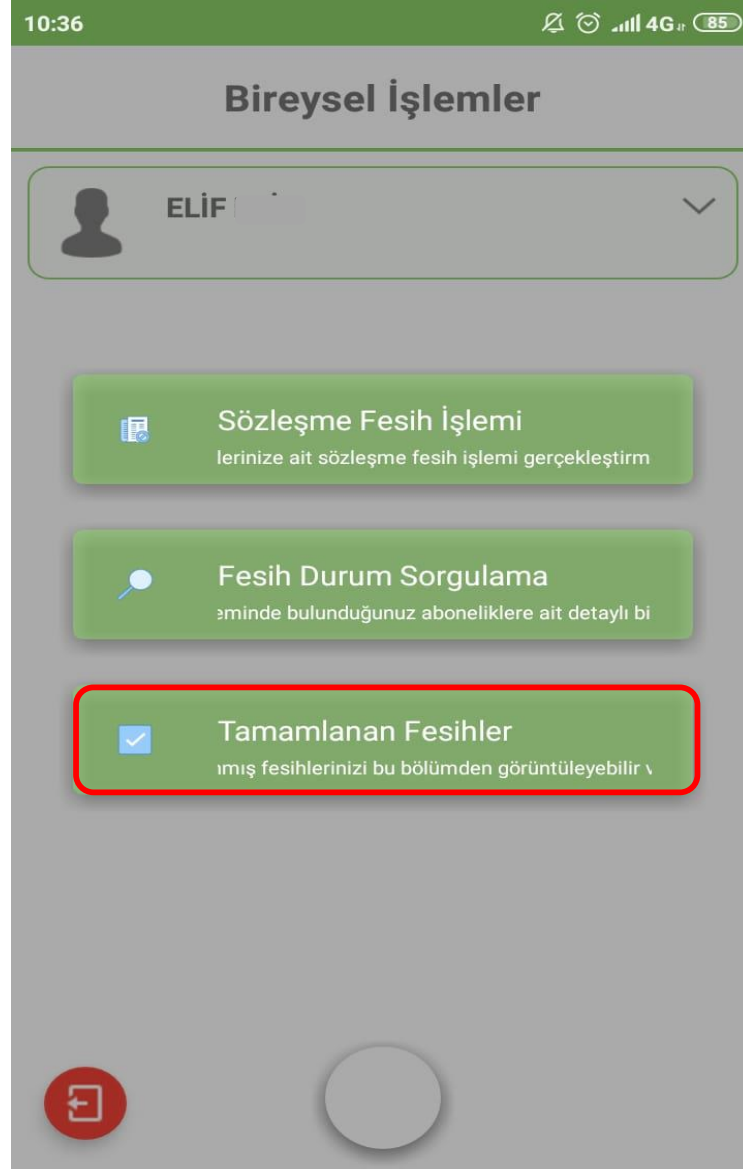 10:36 4G 85
Bireysel İşlemler
ELİF
Sözleşme Fesih İşlemi
lerinize ait sözleşme fesih işlemi gerçekleştirm
Fesih Durum Sorgulama
eminde bulunduğunuz aboneliklere ait detaylı bi
Tamamlanan Fesihler
mış fesihlerinizi bu bölümden görüntüleyebilir